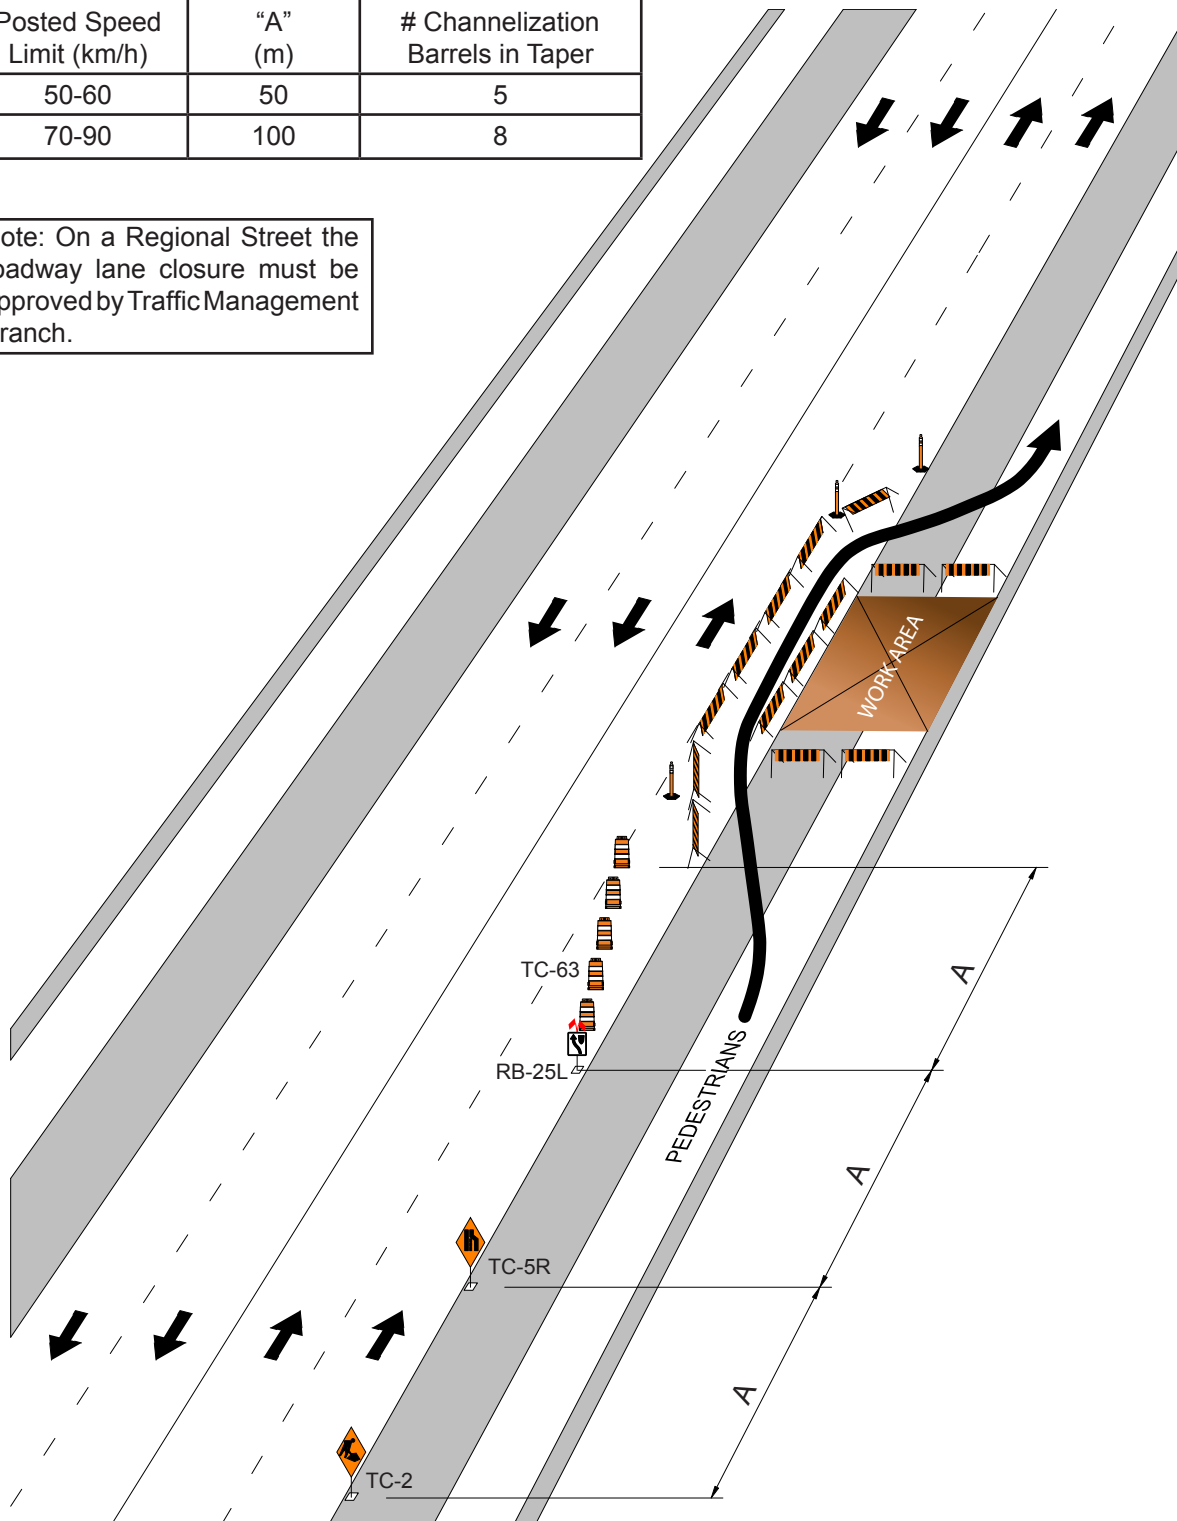 Posted Speed
Limit (km/h)
"A"
(m)
# Channelization
Barrels in Taper
50-60
50
5
70-90
100
8
ote: On a Regional Street the
oadway lane closure must be
pproved by Traffic Management
ranch.
WORK AREA
TC-63
A
RB-25L
PEDESTRIANS
A
TC-5R
A
TC-2